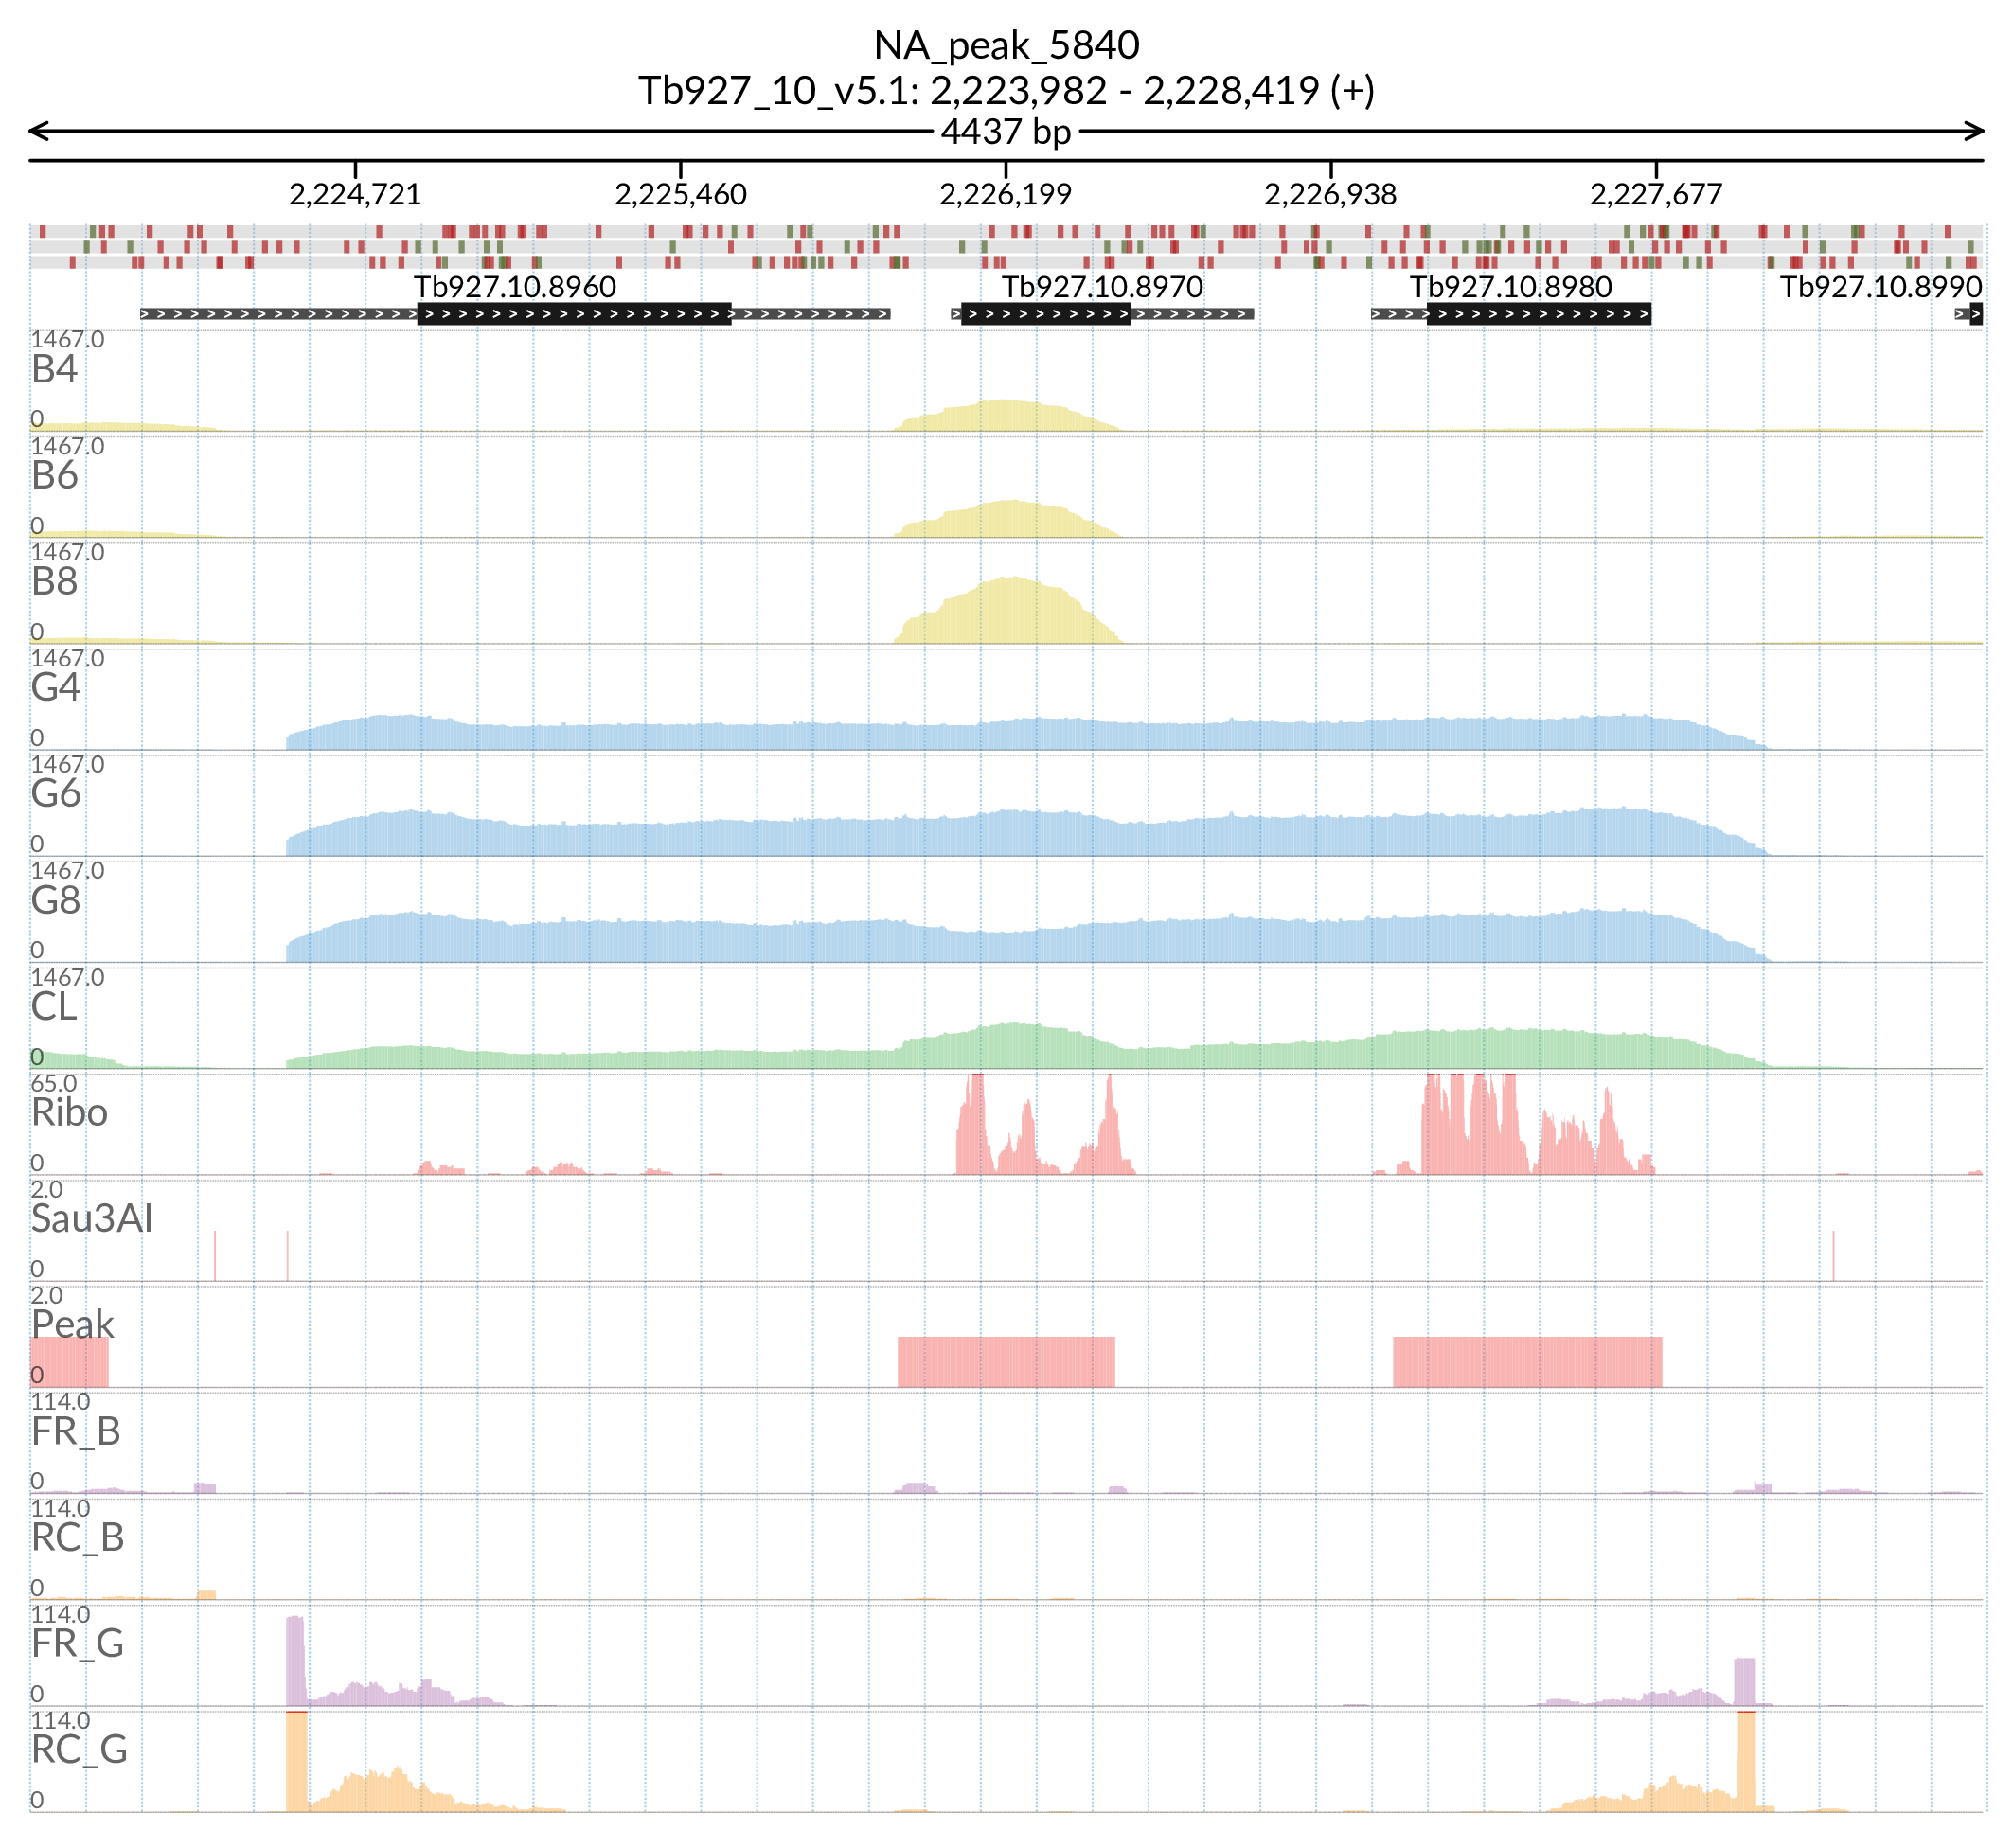 NA_peak_5840
Tb927_10_v5.1: 2,223,982 - 2,228,419 (+)
4437 bp
2,224,721 2,225,460 2,226,199 2,226,938 2,227,677
Tb927.10.8960 Tb927.10.8970 Tb927.10.8980 Tb927.10.8990
1467.0
B4
0
1467.0
B6
0
1467.0
B8
0
1467.0
G4
0
1467.0
G6
0
1467.0
G8
0
1467.0
CL
0
65.0
Ribo
0
2.0
Sau3AI
0
2.0
Peak
0
114.0
FR_B
0
114.0
RC_B
0
114.0
FR_G
0
114.0
RC_G
0